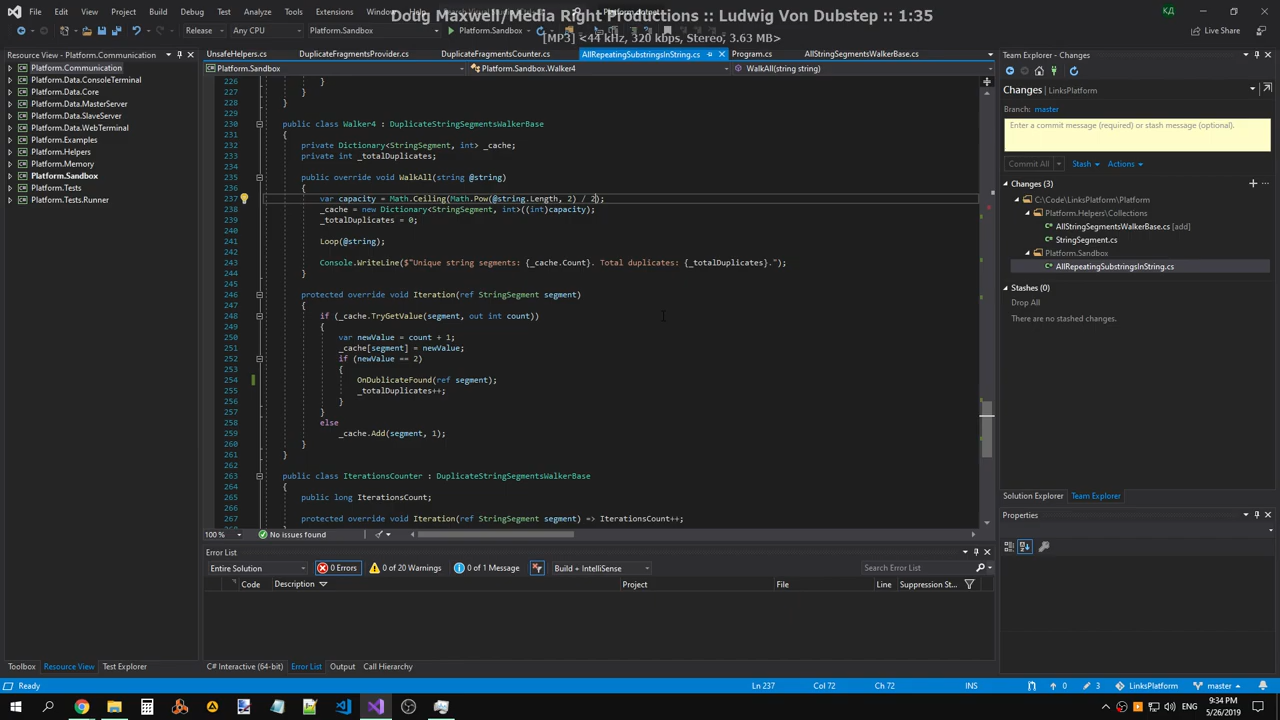 File
Edit
Build
Debug
Test
Doug Maxwell/Media Right Productions :: Ludwig Von Dubstep :: 1:35
[MP3] <44 kHz, 320 kbps, Stereo, 3.63 MB>
КД
Release
Any CPU
Platform.Sandbox
Platform.Sandbox
Live Share
Resource View - Platform.Communication
Platform.Communication
Platform.Data.ConsoleTerminal
Platform.Data.Core
Platform.Data.MasterServer
Platform.Data.SlaveServer
Platform.Data.WebTerminal
Platform.Examples
Platform.Helpers
Platform.Memory
Platform.Sandbox
Platform.Tests
Platform.Tests.Runner
Toolbox
Resource View
Test Explorer
UnsafeHelpers.cs
DuplicateFragmentsProvider.cs
DuplicateFragmentsCounter.cs
AllRepeatingSubstringsInString.cs
Program.cs
AllStringSegmentsWalkerBase.cs
Platform.Sandbox
Platform.Sandbox.Walker4
WalkAll(string string)
226 }
227 }
228 }
229
230 public class Walker4 : DuplicateStringSegmentsWalkerBase
231 {
232 private Dictionary<StringSegment, int> _cache;
233 private int _totalDuplicates;
234
235 public override void WalkAll(string @string)
236 {
237 var capacity = Math.Ceiling(Math.Pow(@string.Length, 2) / 2);
238 _cache = new Dictionary<StringSegment, int>((int)capacity);
239 _totalDuplicates = 0;
240
241 Loop(@string);
242
243 Console.WriteLine($"Unique string segments: {_cache.Count}. Total duplicates: {_totalDuplicates}.");
244 }
245
246 protected override void Iteration(ref StringSegment segment)
247 {
248 if (_cache.TryGetValue(segment, out int count))
249 {
250 var newValue = count + 1;
251 _cache[segment] = newValue;
252 if (newValue == 2)
253 {
254 OnDublicateFound(ref segment);
255 _totalDuplicates++;
256 }
257 }
258 else
259 _cache.Add(segment, 1);
260 }
261 }
262
263 public class IterationsCounter : DuplicateStringSegmentsWalkerBase
264 {
265 public long IterationsCount;
266
267 protected override void Iteration(ref StringSegment segment) => IterationsCount++;
100 %
No issues found
Error List
Entire Solution
0 Errors
0 of 20 Warnings
0 of 1 Message
Build + IntelliSense
Search Error List
Code
Description
Project
File
Line
Suppression St...
C# Interactive (64-bit)
Error List
Output
Call Hierarchy
Team Explorer - Changes
Changes | LinksPlatform
Branch: master
Enter a commit message (required) or stash message (optional).
Commit All
Stash
Actions
Changes (3)
C:\Code\LinksPlatform\Platform
Platform.Helpers\Collections
AllStringSegmentsWalkerBase.cs [add]
StringSegment.cs
Platform.Sandbox
AllRepeatingSubstringsInString.cs
Stashes (0)
Drop All
There are no stashed changes.
Solution Explorer
Team Explorer
Properties
Ready
Ln 237
Col 72
Ch 72
INS
0
3
LinksPlatform
master
ENG
9:34 PM
5/26/2019